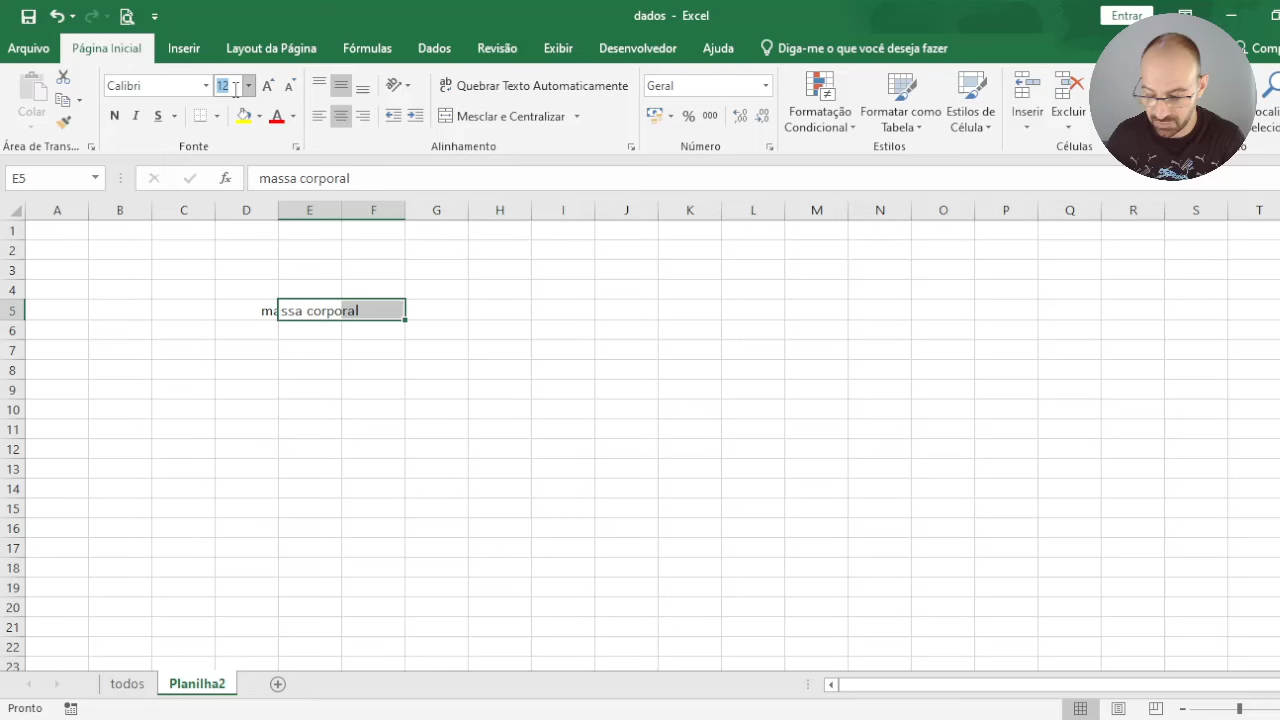 dados - Excel
Entrar
Arquivo Página Inicial Inserir Layout da Página Fórmulas Dados Revisão Exibir Desenvolvedor Ajuda Diga-me o que você deseja fazer
Calibri 12 Quebrar Texto Automaticamente Geral
Colar N I S A Mesclar e Centralizar % 000 Formatação Condicional Formatar como Tabela Estilos de Célula Inserir Excluir
Área de Trans... Fonte Alinhamento Número Estilos Células
E5 fx massa corporal
A B C D E F G H I J K L M N O P Q R S T
1
2
3
4
5 massa corporal
6
7
8
9
10
11
12
13
14
15
16
17
18
19
20
21
22
23
todos Planilha2
Pronto